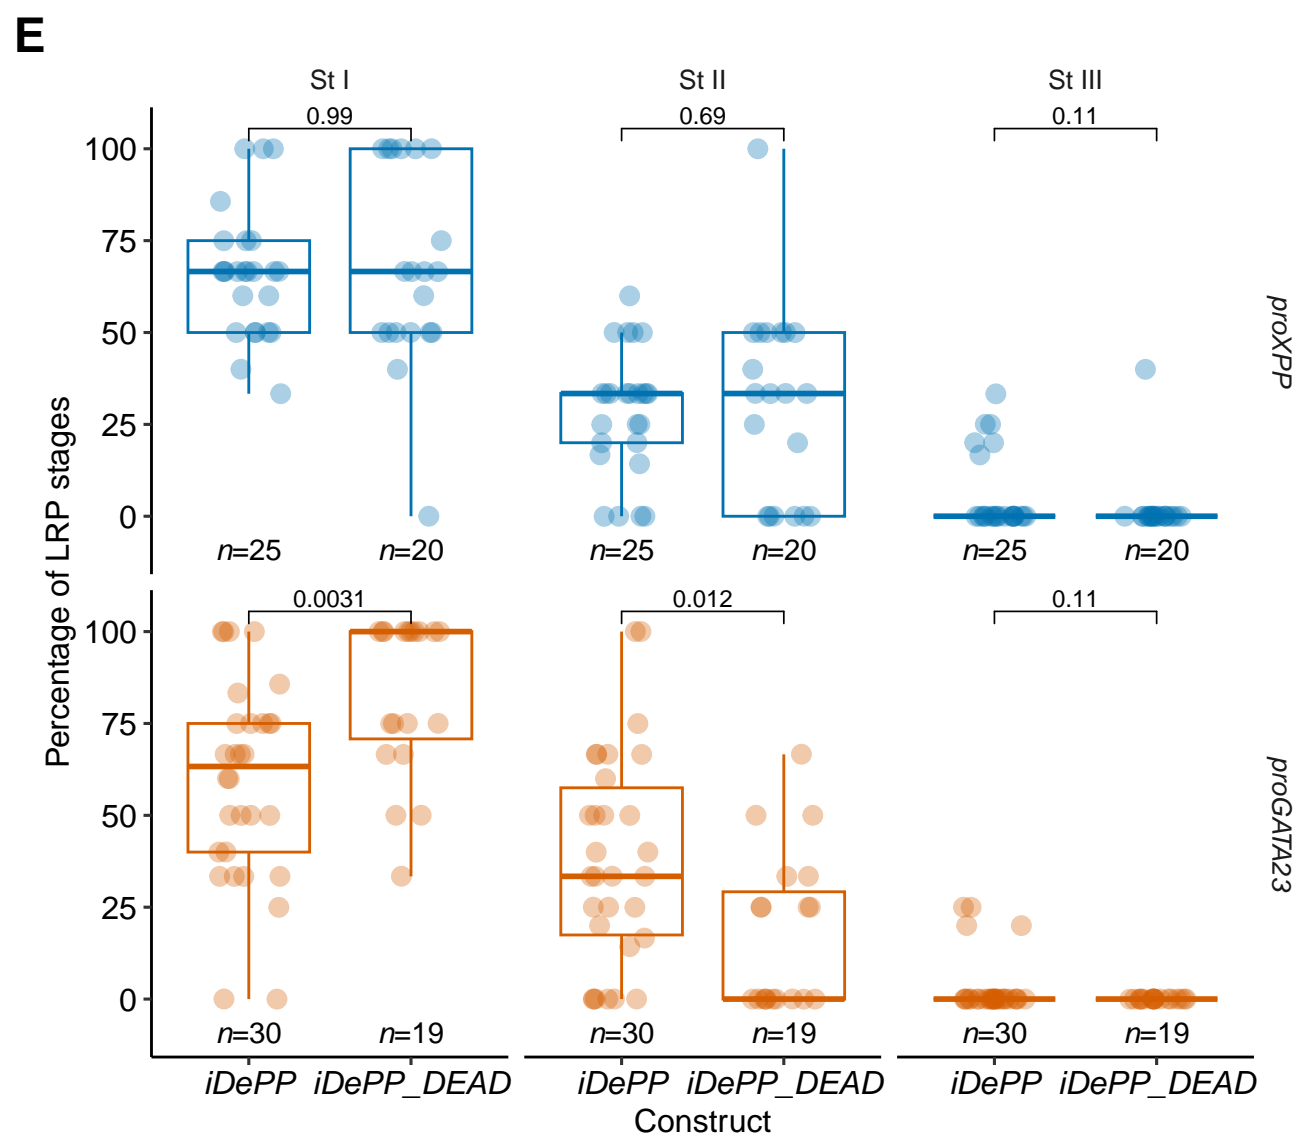 E
St I
St II
St III
0.99
0.69
0.11
100
75
50
25
0
n=25
n=20
n=25
n=20
n=25
n=20
proXPP
0.0031
0.012
0.11
100
75
50
25
0
n=30
n=19
n=30
n=19
n=30
n=19
proGATA23
Percentage of LRP stages
iDePP
iDePP_DEAD
iDePP
iDePP_DEAD
iDePP
iDePP_DEAD
Construct